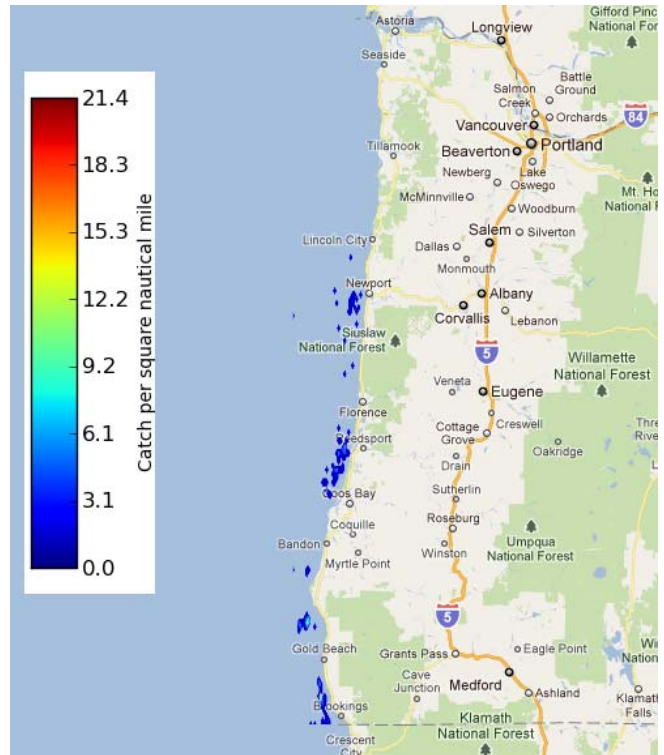 21.4
18.3
15.3
12.2
9.2
6.1
3.1
0.0
Catch per square nautical mile
Gifford Pinc
National For
Astoria
Longview
Seaside
Battle
Ground
Salmon
Creek
Orchards
84
Vancouver
Portland
Beaverton
Tillamook
Lake
Oswego
Newberg
Mt. Ho
National F
McMinnville
Woodburn
Salem
Silverton
Lincoln City
Dallas
Monmouth
Newport
Albany
Corvallis
Lebanon
Siuslaw
National Forest
5
Willamette
National Forest
Veneta
Eugene
Florence
Creswell
Cottage
Grove
Thre
River
Reedsport
Oakridge
Drain
Sutherlin
Coos Bay
Roseburg
Coquille
Umpqua
National Forest
Bandon
Winston
Myrtle Point
5
Gold Beach
Grants Pass
Eagle Point
Cave
Junction
Medford
Ashland
Klamath
Falls
Brookings
Klamath
National Forest
Crescent
City